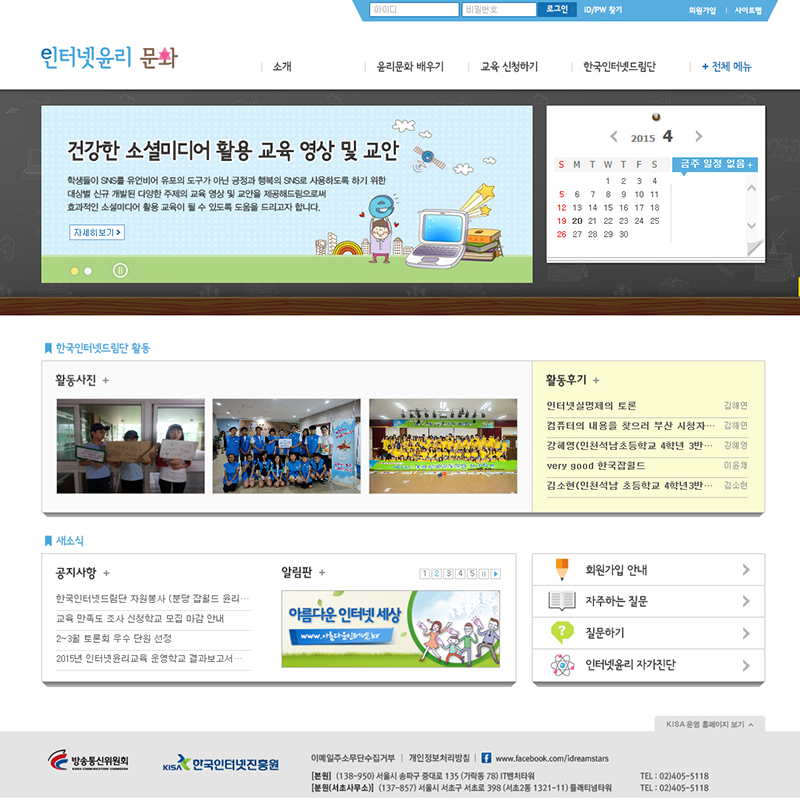 아이디 비밀번호 로그인 ID/PW 찾기 회원가입 사이트맵
인터넷윤리 문화
소개 윤리문화 배우기 교육 신청하기 한국인터넷드림단 + 전체 메뉴
건강한 소셜미디어 활용 교육 영상 및 교안
학생들이 SNS를 유언비어 유포의 도구가 아닌 긍정과 행복의 SNS로 사용하도록 하기 위한
대상별 신규 개발된 다양한 주제의 교육 영상 및 교안을 제공해드림으로써
효과적인 소셜미디어 활용 교육이 될 수 있도록 도움을 드리고자 합니다.
자세히보기
2015 4
S M T W T F S
1 2 3 4
5 6 7 8 9 10 11
12 13 14 15 16 17 18
19 20 21 22 23 24 25
26 27 28 29 30
금주 일정 없음 +
한국인터넷드림단 활동
활동사진 +
활동후기 +
인터넷실명제의 토론 김해연
컴퓨터의 내용을 찾으러 부산 시청자… 김해연
강혜영(인천석남초등학교 4학년 3반… 강혜영
very good 한국잡월드 이윤채
김소현(인천석남 초등학교 4학년3반… 김소현
새소식
공지사항 +
한국인터넷드림단 자원봉사 (분당 잡월드 윤리…
교육 만족도 조사 신청학교 모집 마감 안내
2~3월 토론회 우수 단원 선정
2015년 인터넷윤리교육 운영학교 결과보고서…
알림판 +
1 2 3 4 5
아름다운 인터넷 세상
www.아름다운인터넷.kr
회원가입 안내
자주하는 질문
질문하기
인터넷윤리 자가진단
KISA 운영 홈페이지 보기
방송통신위원회
KOREA COMMUNICATIONS COMMISSION
KISA 한국인터넷진흥원
이메일주소무단수집거부 | 개인정보처리방침 | www.facebook.com/idreamstars
[본원] (138-950) 서울시 송파구 중대로 135 (가락동 78) IT벤처타워 TEL : 02)405-5118
[분원(서초사무소)] (137-857) 서울시 서초구 서초로 398 (서초2동 1321-11) 플래티넘타워 TEL : 02)405-5118